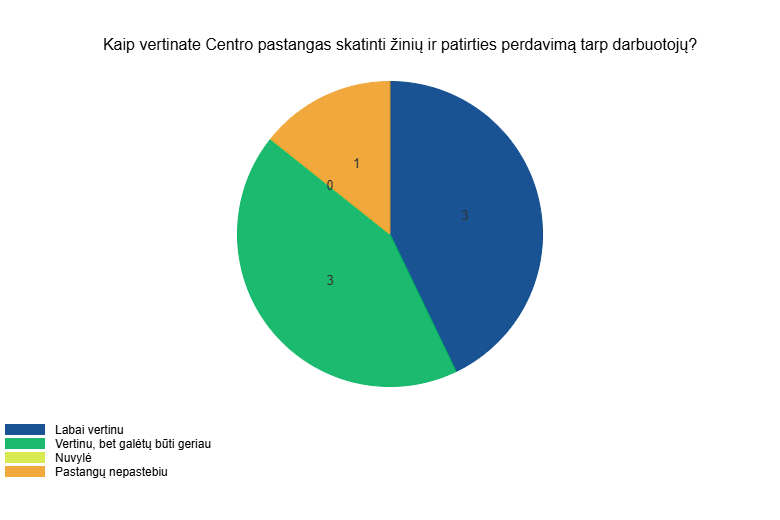 Kaip vertinate Centro pastangas skatinti žinių ir patirties perdavimą tarp darbuotojų?
1
0
3
3
Labai vertinu
Vertinu, bet galėtų būti geriau
Nuvylė
Pastangų nepastebiu